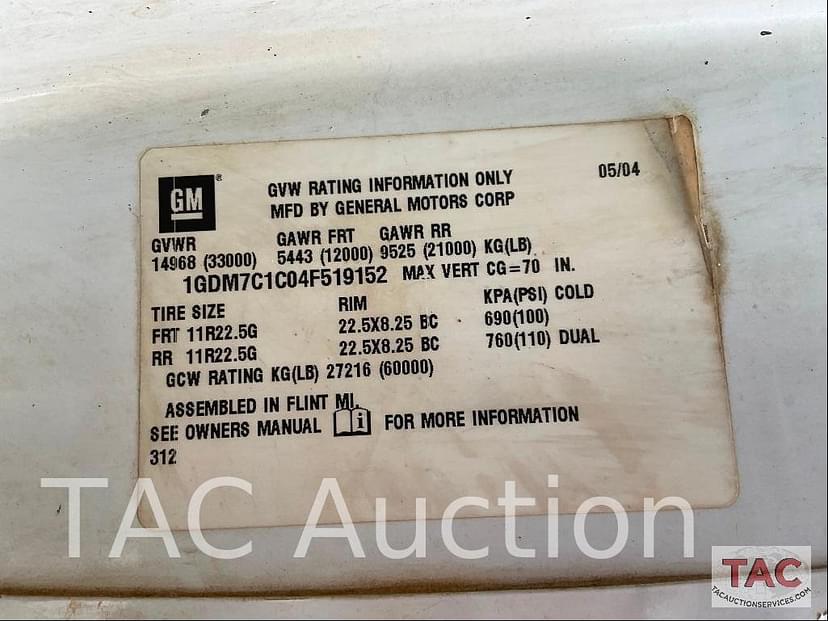 TAC
GM
®
GVW RATING INFORMATION ONLY 05/04
MFD BY GENERAL MOTORS CORP
GVWR GAWR FRT GAWR RR
14968 (33000) 5443 (12000) 9525 (21000) KG(LB)
1GDM7C1C04F519152 MAX VERT CG=70 IN.
TIRE SIZE RIM KPA(PSI) COLD
FRT 11R22.5G 22.5X8.25 BC 690(100)
RR 11R22.5G 22.5X8.25 BC 760(110) DUAL
GCW RATING KG(LB) 27216 (60000)
ASSEMBLED IN FLINT MI.
SEE OWNERS MANUAL i FOR MORE INFORMATION
312
TAC Auction
TAC
TACAUCTIONSERVICES.COM